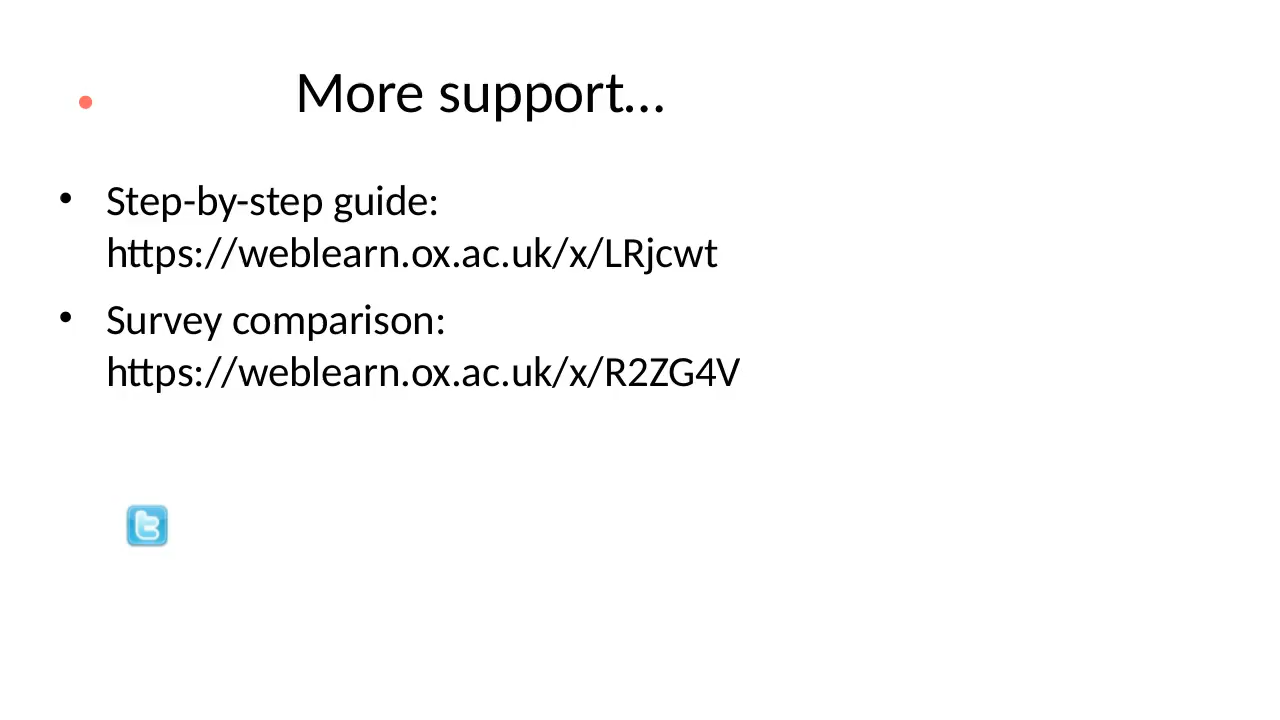 More support...
• Step-by-step guide:
https://weblearn.ox.ac.uk/x/LRjcwt
• Survey comparison:
https://weblearn.ox.ac.uk/x/R2ZG4V